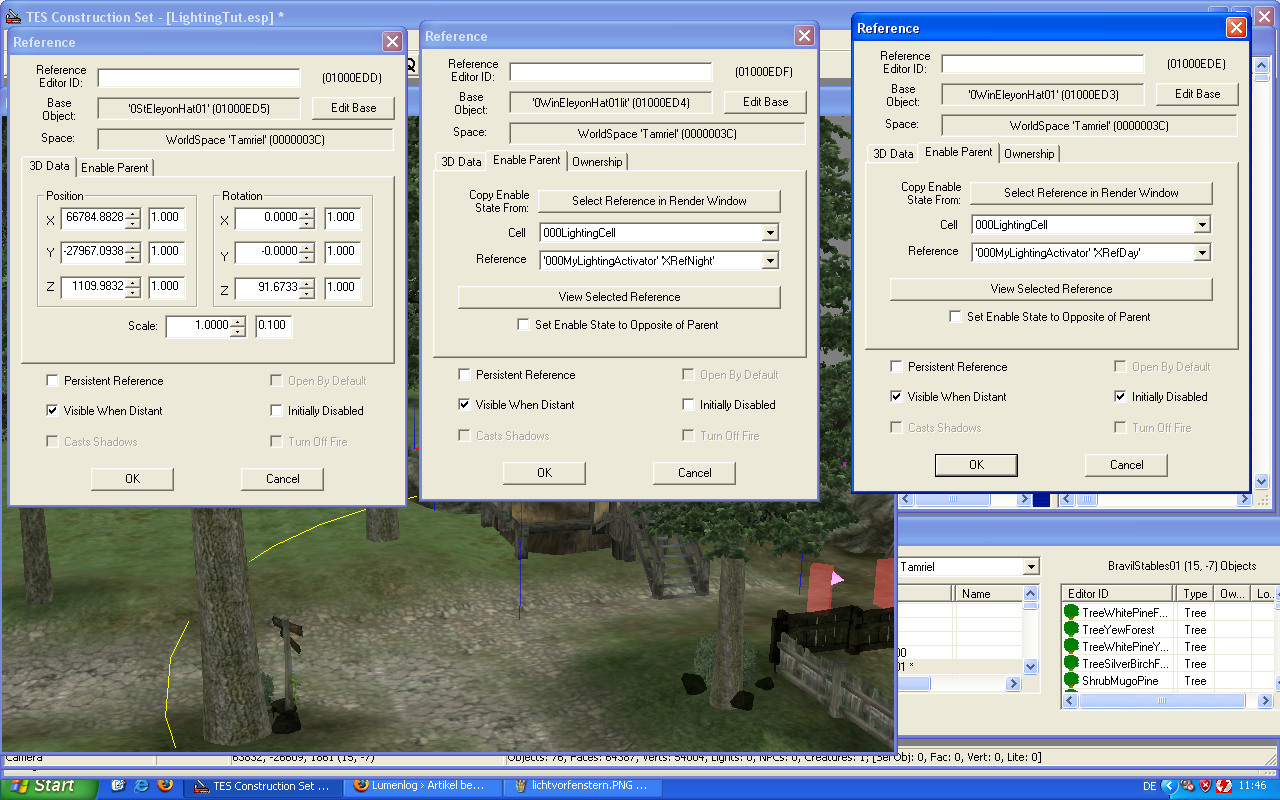 TES Construction Set - [LightingTut.esp] *
Reference
Reference Editor ID:
(01000EDD)
Base Object:
'0StEleyonHat01' (01000ED5)
Edit Base
Space:
WorldSpace 'Tamriel' (0000003C)
3D Data
Enable Parent
Position
Rotation
X 66784.8828 1.000
X 0.0000 1.000
Y -27967.0938 1.000
Y -0.0000 1.000
Z 1109.9832 1.000
Z 91.6733 1.000
Scale: 1.0000 0.100
Persistent Reference
Open By Default
Visible When Distant
Initially Disabled
Casts Shadows
Turn Off Fire
OK
Cancel
Reference
Reference Editor ID:
(01000EDF)
Base Object:
'0WinEleyonHat01lit' (01000ED4)
Edit Base
Space:
WorldSpace 'Tamriel' (0000003C)
3D Data
Enable Parent
Ownership
Copy Enable State From:
Select Reference in Render Window
Cell
000LightingCell
Reference
'000MyLightingActivator' 'XRefNight'
View Selected Reference
Set Enable State to Opposite of Parent
Persistent Reference
Open By Default
Visible When Distant
Initially Disabled
Casts Shadows
Turn Off Fire
OK
Cancel
Reference
Reference Editor ID:
(01000EDE)
Base Object:
'0WinEleyonHat01' (01000ED3)
Edit Base
Space:
WorldSpace 'Tamriel' (0000003C)
3D Data
Enable Parent
Ownership
Copy Enable State From:
Select Reference in Render Window
Cell
000LightingCell
Reference
'000MyLightingActivator' 'XRefDay'
View Selected Reference
Set Enable State to Opposite of Parent
Persistent Reference
Open By Default
Visible When Distant
Initially Disabled
Casts Shadows
Turn Off Fire
OK
Cancel
Tamriel
BravilStables01 (15, -7) Objects
Name
Editor ID Type Ow... Lo...
TreeWhitePineF... Tree
TreeYewForest Tree
TreeWhitePineY... Tree
TreeSilverBirchF... Tree
ShrubMugoPine Tree
00
01 *
Camera
63832, -26609, 1861 (15, -7)
Objects: 76, Faces: 64387, Vert: 54004, Lights: 0, NPCs: 0, Creatures: 1; [Sel Obj: 0, Fac: 0, Vert: 0, Lite: 0]
Start
TES Construction Set ...
Lumenlog › Artikel be...
lichtvorfenstern.PNG ...
DE
11:46